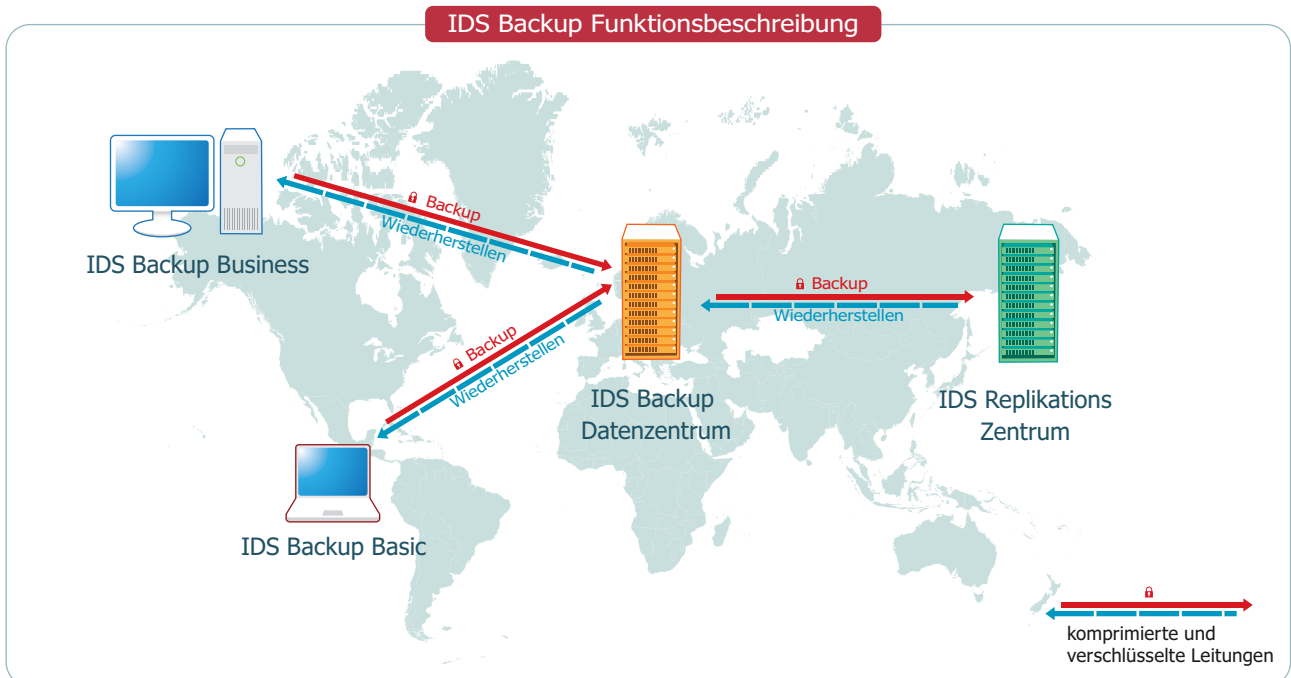 IDS Backup Funktionsbeschreibung
Backup
Wiederherstellen
IDS Backup Business
Backup
Wiederherstellen
Backup
Wiederherstellen
IDS Backup
Datenzentrum
IDS Replikations
Zentrum
IDS Backup Basic
komprimierte und
verschlüsselte Leitungen